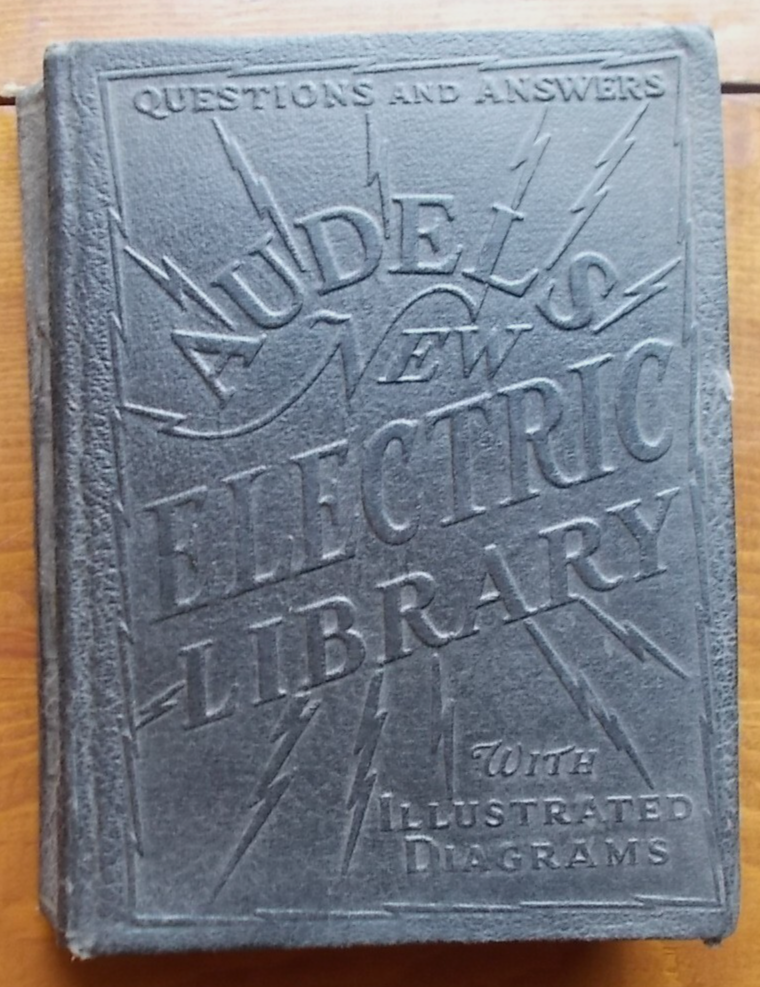 QUESTIONS AND ANSWERS
AUDELS
NEW
ELECTRIC
LIBRARY
WITH
ILLUSTRATED
DIAGRAMS